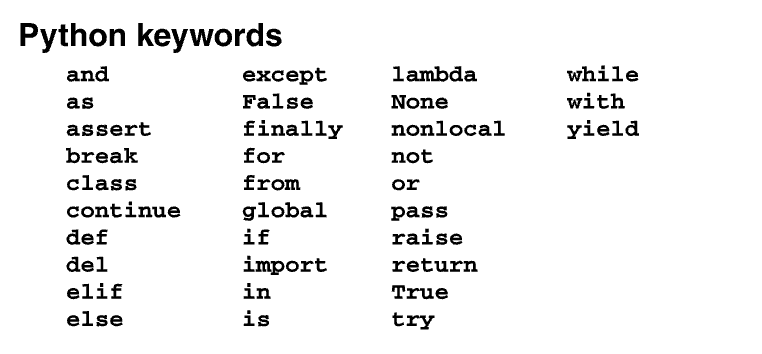 Python keywords
and except lambda while
as False None with
assert finally nonlocal yield
break for not
class from or
continue global pass
def if raise
del import return
elif in True
else is try